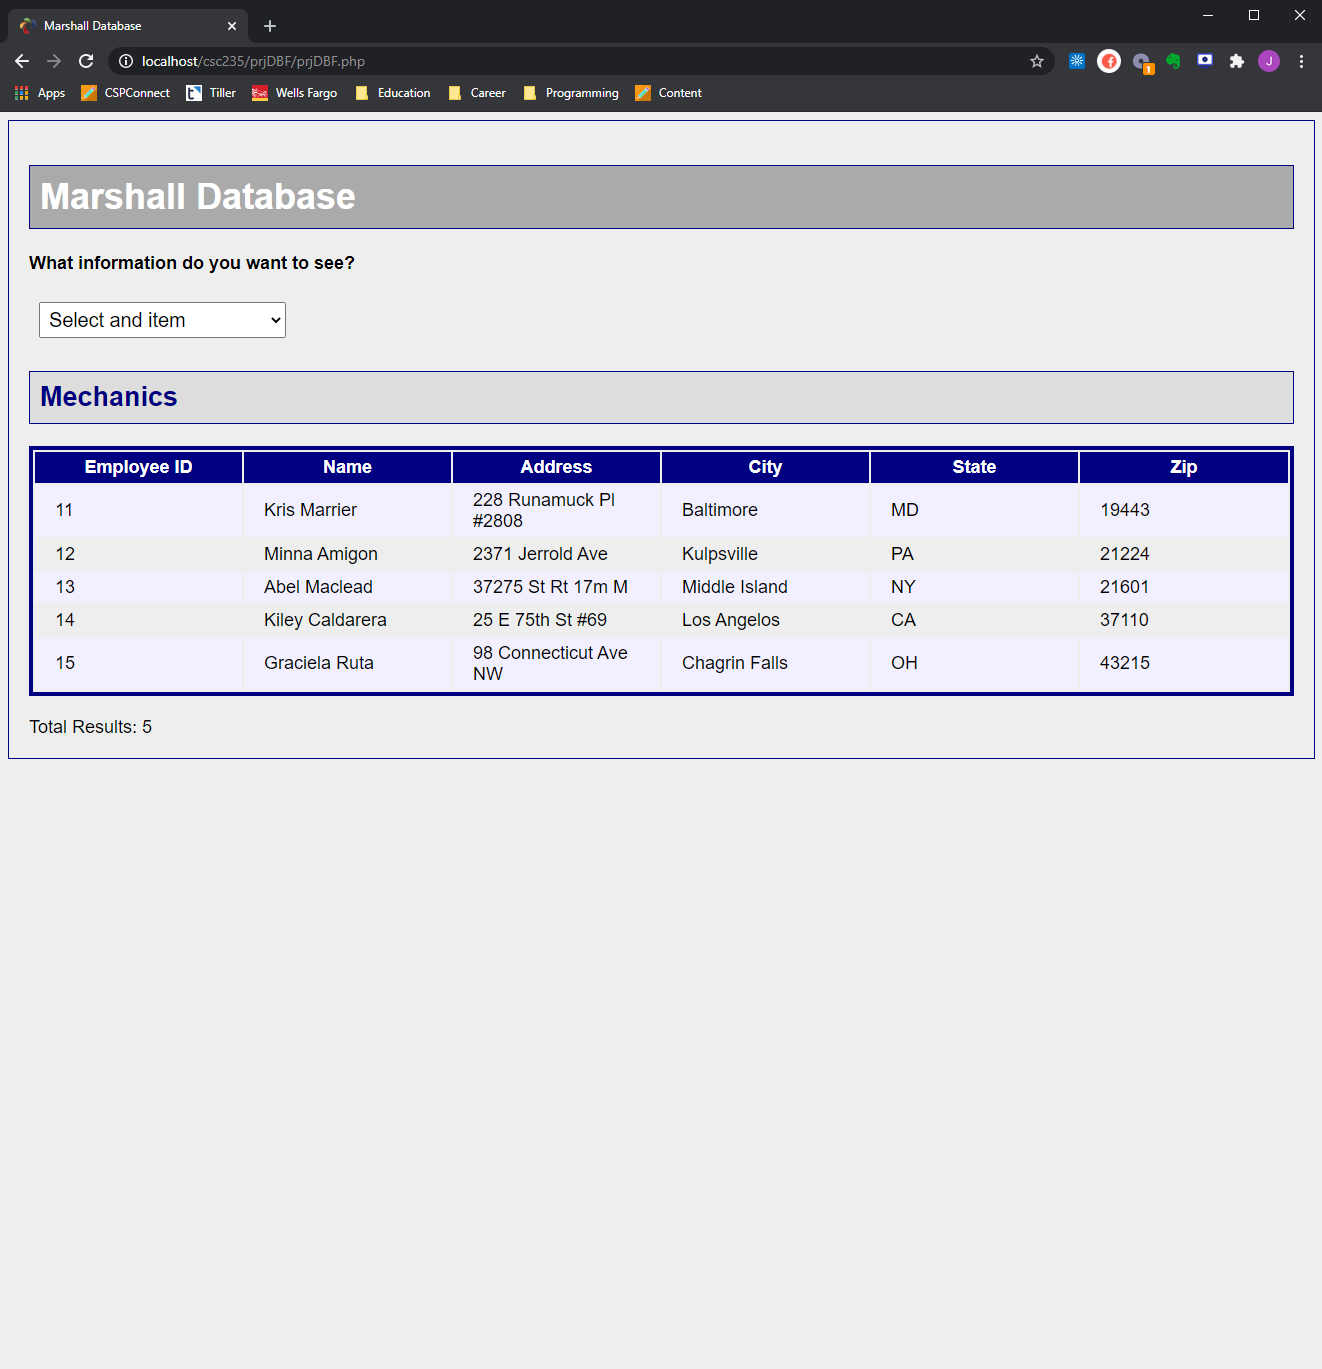 Marshall Database
localhost/csc235/prjDBF/prjDBF.php
1
J
Apps CSPConnect Tiller Wells Fargo Education Career Programming Content
Marshall Database
What information do you want to see?
Select and item
Mechanics
Employee ID Name Address City State Zip
11 Kris Marrier 228 Runamuck Pl #2808 Baltimore MD 19443
12 Minna Amigon 2371 Jerrold Ave Kulpsville PA 21224
13 Abel Maclead 37275 St Rt 17m M Middle Island NY 21601
14 Kiley Caldarera 25 E 75th St #69 Los Angelos CA 37110
15 Graciela Ruta 98 Connecticut Ave NW Chagrin Falls OH 43215
Total Results: 5